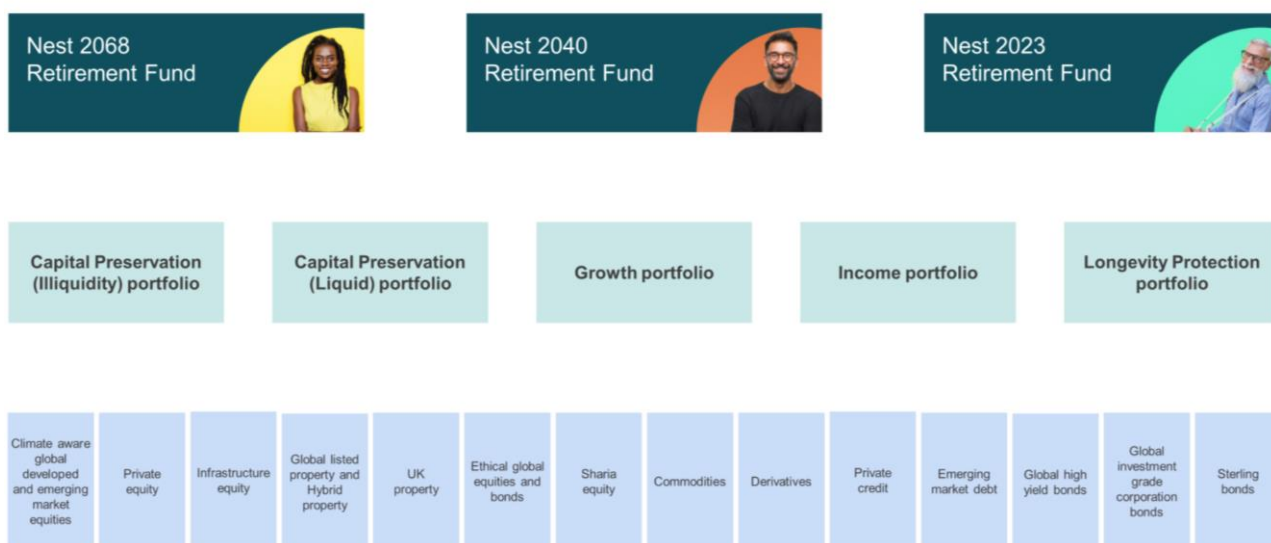 Nest 2068
Retirement Fund
Nest 2040
Retirement Fund
Nest 2023
Retirement Fund
Capital Preservation
(Illiquidity) portfolio
Capital Preservation
(Liquid) portfolio
Growth portfolio
Income portfolio
Longevity Protection
portfolio
Climate aware
global
developed
and emerging
market
equities
Private
equity
Infrastructure
equity
Global listed
property and
Hybrid
property
UK
property
Ethical global
equities and
bonds
Sharia
equity
Commodities
Derivatives
Private
credit
Emerging
market debt
Global high
yield bonds
Global
investment
grade
corporation
bonds
Sterling
bonds